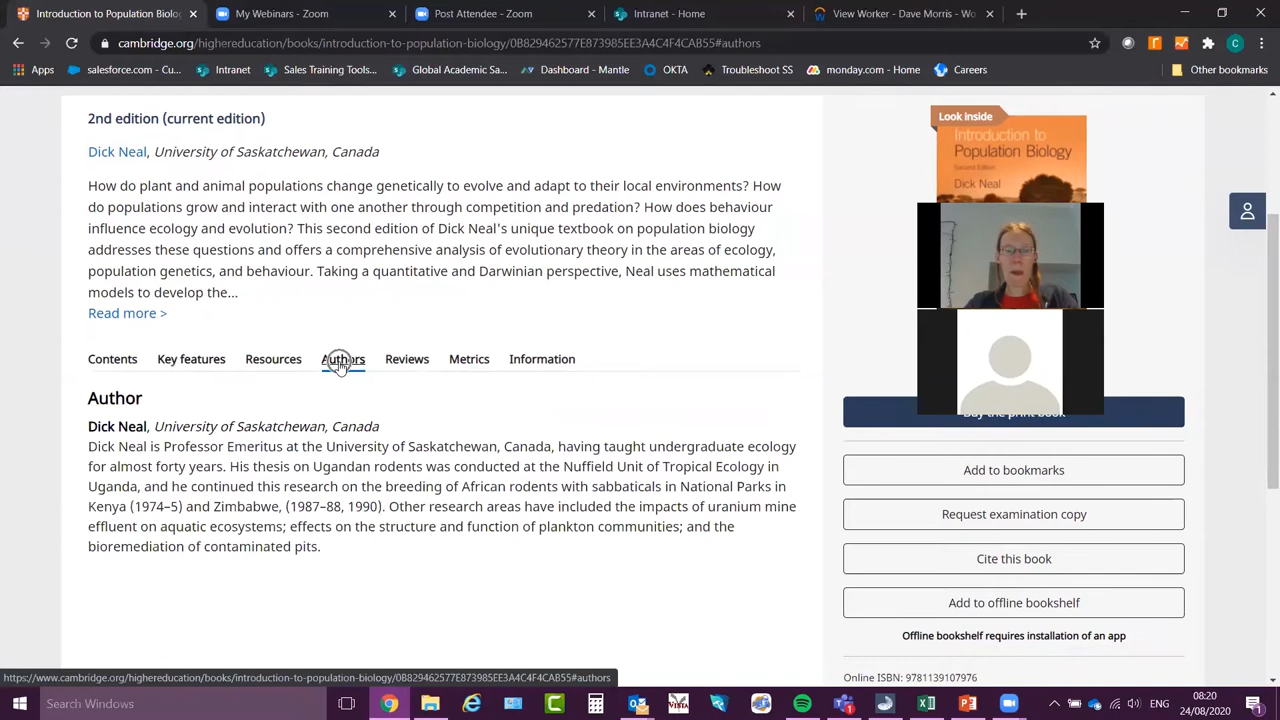 Introduction to Population Biolog
My Webinars - Zoom
Post Attendee - Zoom
Intranet - Home
View Worker - Dave Morris - Wo
cambridge.org/highereducation/books/introduction-to-population-biology/0B829462577E873985EE3A4C4F4CAB55#authors
C
Apps
salesforce.com - Cu...
Intranet
Sales Training Tools...
Global Academic Sa...
Dashboard - Mantle
OKTA
Troubleshoot SS
monday.com - Home
Careers
Other bookmarks
2nd edition (current edition)
Dick Neal, University of Saskatchewan, Canada
How do plant and animal populations change genetically to evolve and adapt to their local environments? How
do populations grow and interact with one another through competition and predation? How does behaviour
influence ecology and evolution? This second edition of Dick Neal's unique textbook on population biology
addresses these questions and offers a comprehensive analysis of evolutionary theory in the areas of ecology,
population genetics, and behaviour. Taking a quantitative and Darwinian perspective, Neal uses mathematical
models to develop the...
Read more >
Contents
Key features
Resources
Authors
Reviews
Metrics
Information
Author
Dick Neal, University of Saskatchewan, Canada
Dick Neal is Professor Emeritus at the University of Saskatchewan, Canada, having taught undergraduate ecology
for almost forty years. His thesis on Ugandan rodents was conducted at the Nuffield Unit of Tropical Ecology in
Uganda, and he continued this research on the breeding of African rodents with sabbaticals in National Parks in
Kenya (1974–5) and Zimbabwe, (1987–88, 1990). Other research areas have included the impacts of uranium mine
effluent on aquatic ecosystems; effects on the structure and function of plankton communities; and the
bioremediation of contaminated pits.
Look inside
Introduction to
Population Biology
Second Edition
Dick Neal
Buy the print book
Add to bookmarks
Request examination copy
Cite this book
Add to offline bookshelf
Offline bookshelf requires installation of an app
Online ISBN: 9781139107976
https://www.cambridge.org/highereducation/books/introduction-to-population-biology/0B829462577E873985EE3A4C4F4CAB55#authors
Search Windows
VISTA
08:20
24/08/2020
1